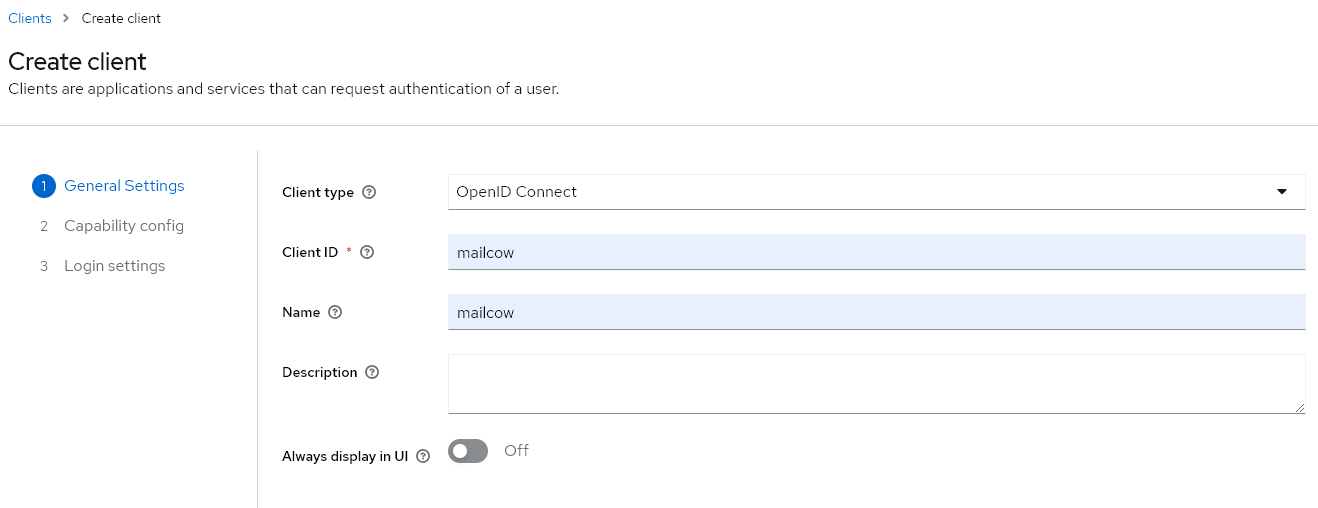 Clients > Create client
Create client
Clients are applications and services that can request authentication of a user.
1 General Settings
2 Capability config
3 Login settings
Client type ?
OpenID Connect
Client ID * ?
mailcow
Name ?
mailcow
Description ?
Always display in UI ?
Off